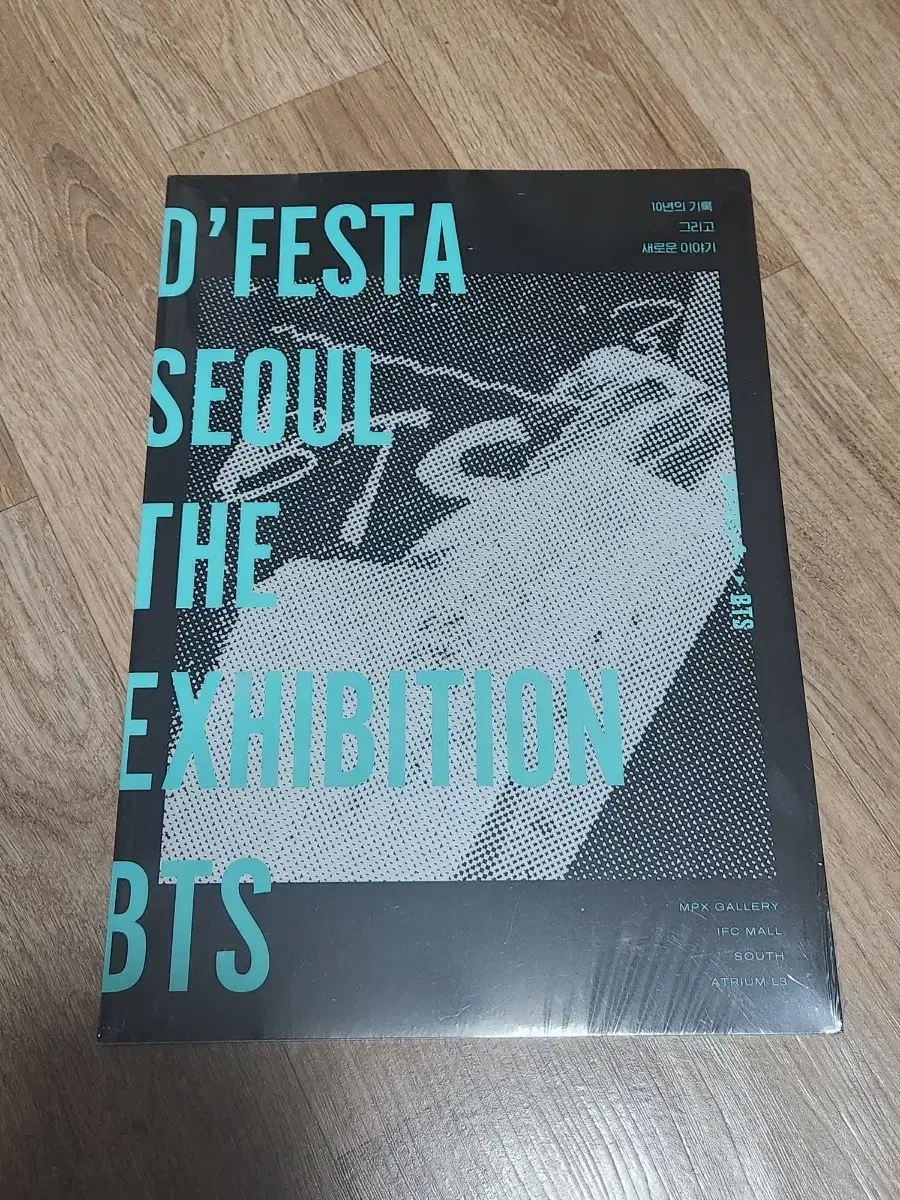 D'FESTA
10년의 기록
그리고
새로운 이야기
SEOUL
THE
BTS
EXHIBITION
BTS
MPX GALLERY
IFC MALL
SOUTH
ATRIUM L3